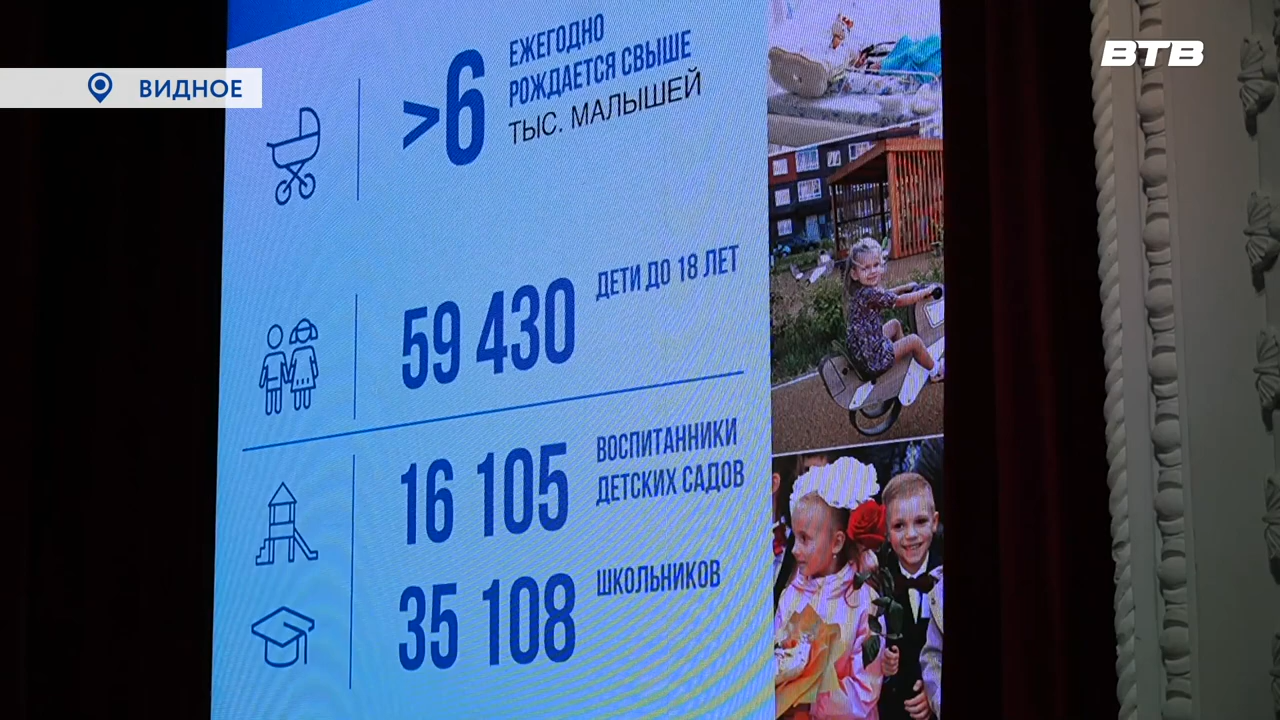 ВИДНОЕ
ВТВ
>6
ЕЖЕГОДНО
РОЖДАЕТСЯ СВЫШЕ
ТЫС. МАЛЫШЕЙ
59 430
ДЕТИ ДО 18 ЛЕТ
16 105
ВОСПИТАННИКИ
ДЕТСКИХ САДОВ
35 108
ШКОЛЬНИКОВ